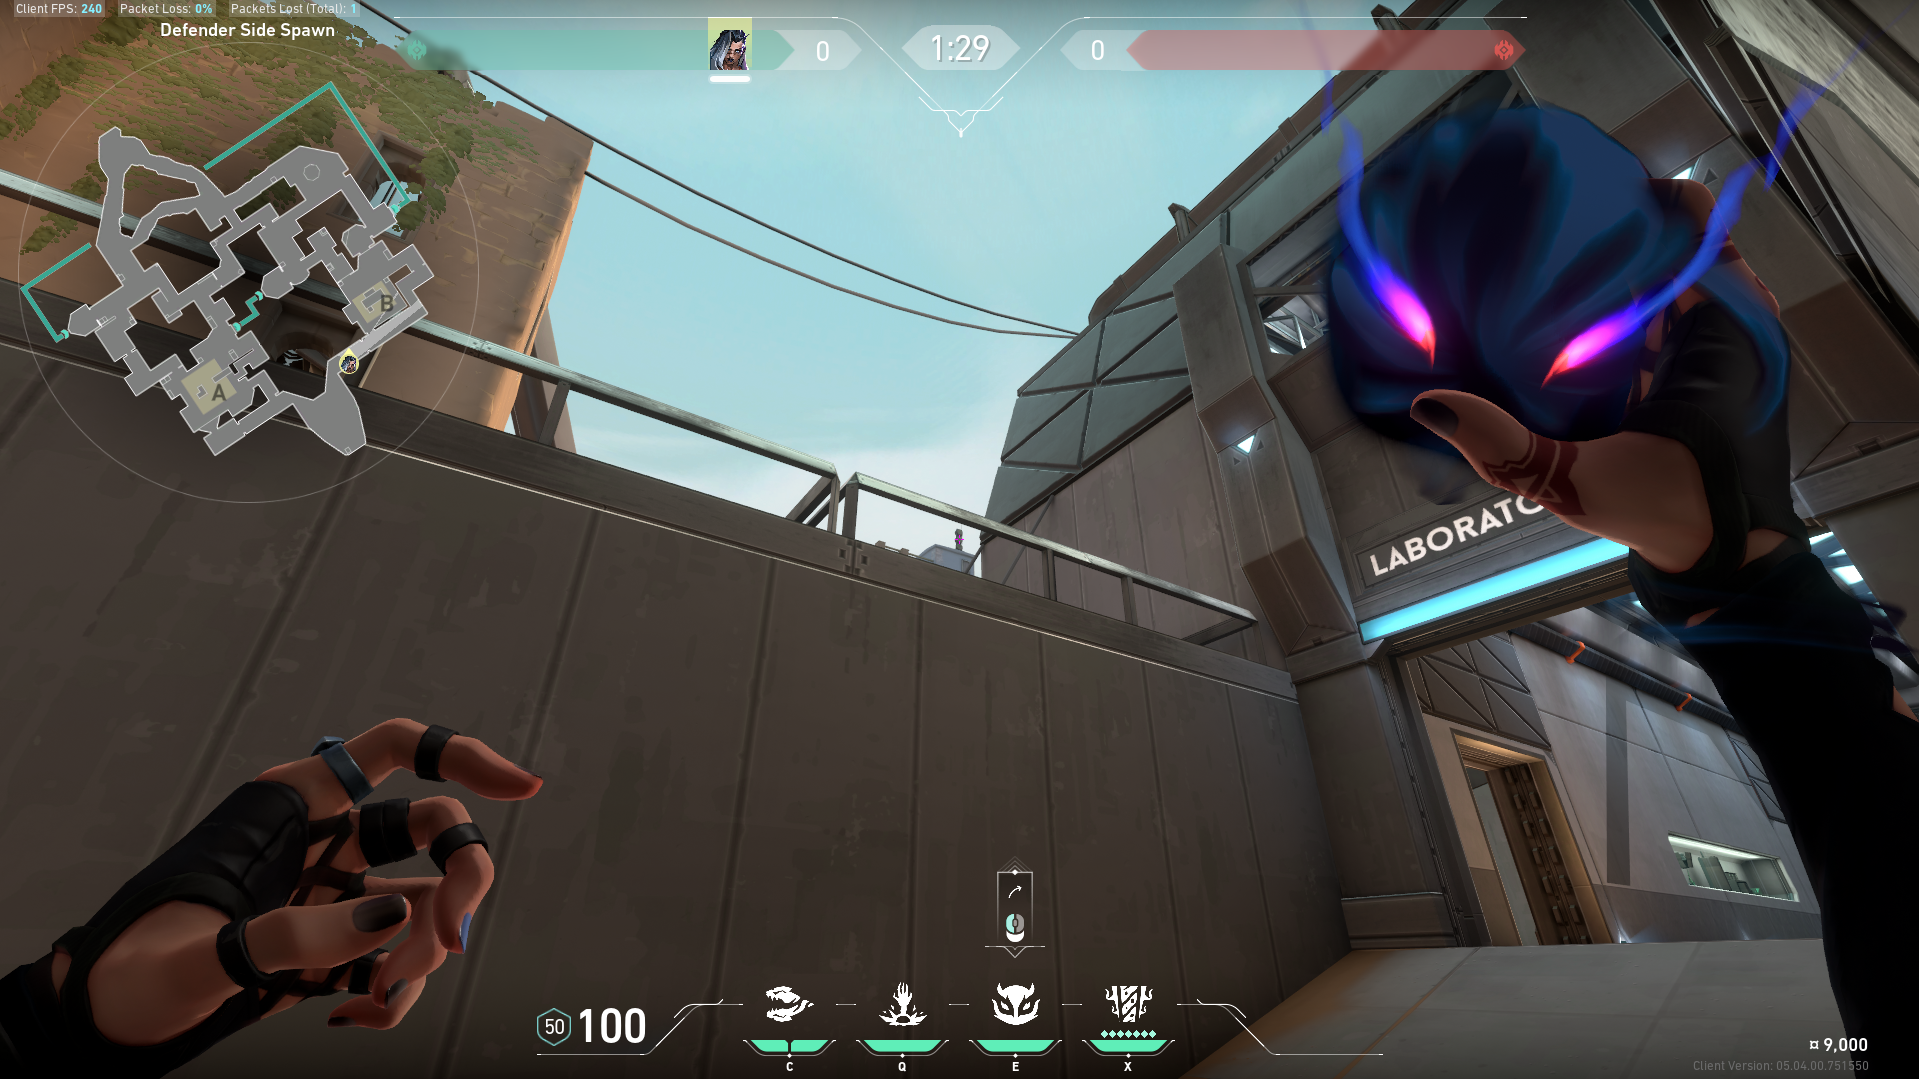 Client FPS: 240 Packet Loss: 0% Packets Lost (Total): 1
Defender Side Spawn
0 1:29 0
B
A
LABORATO
50 100
C Q E X
¤ 9,000
Client Version: 05.04.00.751550